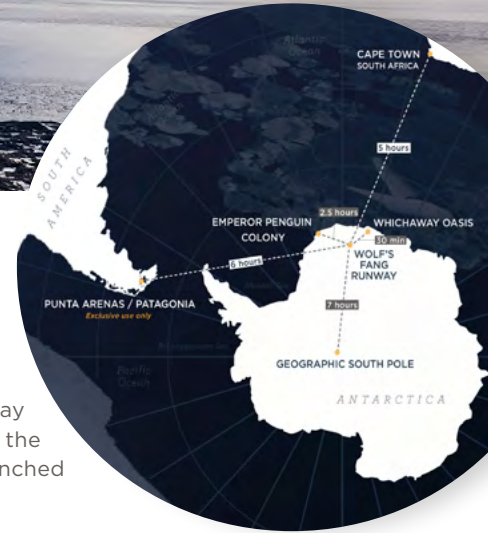 Atlantic
Ocean
CAPE TOWN
SOUTH AFRICA
SOUTH
AMERICA
5 hours
2.5 hours
EMPEROR PENGUIN
COLONY
WHICHAWAY OASIS
30 min
WOLF'S
FANG
RUNWAY
6 hours
PUNTA ARENAS / PATAGONIA
Exclusive use only
7 hours
GEOGRAPHIC SOUTH POLE
Pacific
Ocean
ANTARCTICA
ay
the
nched